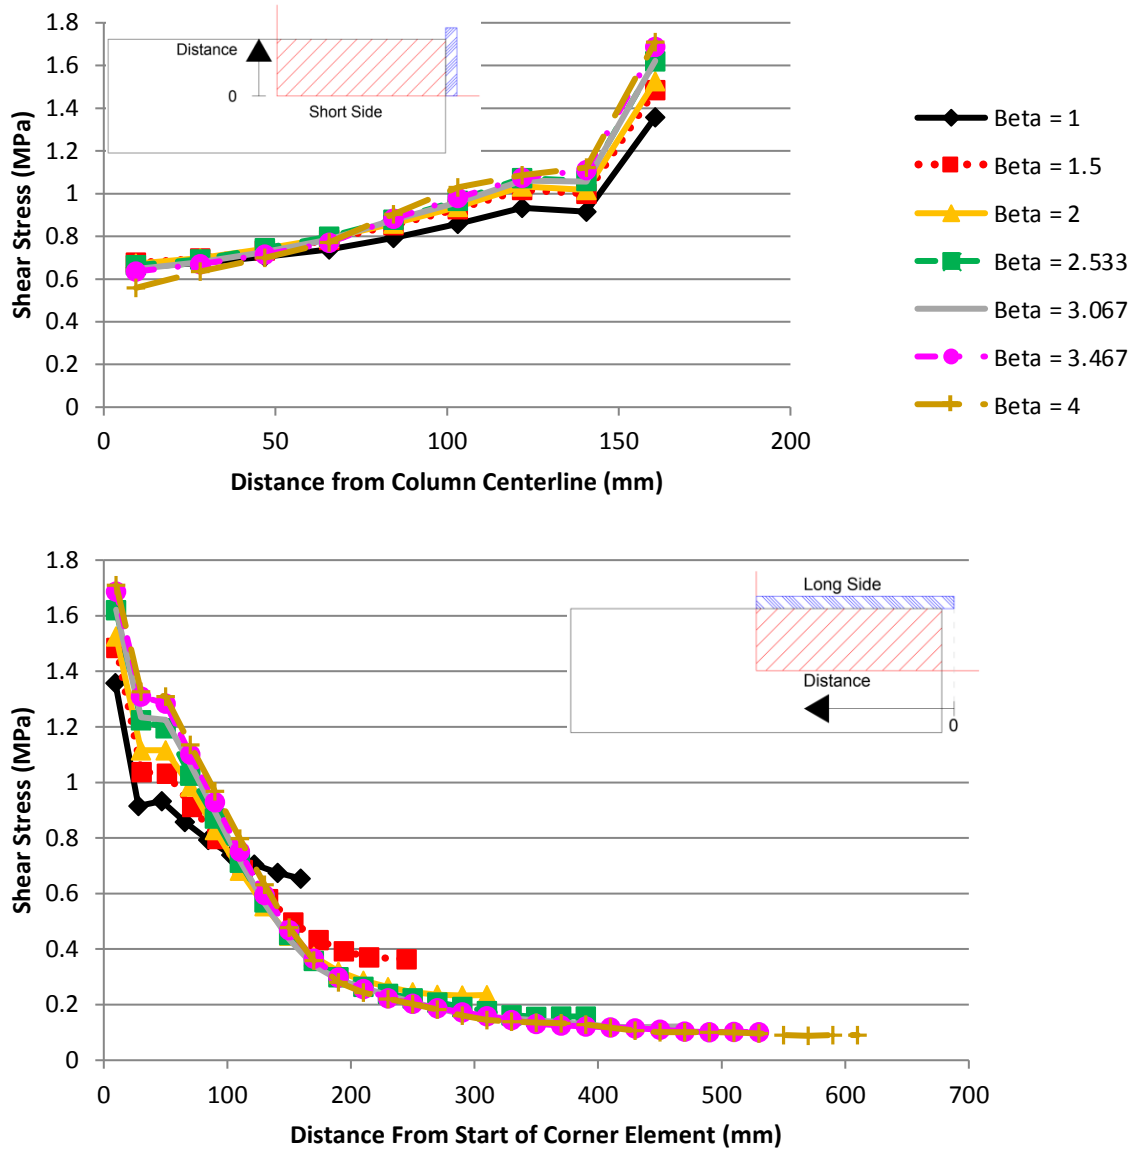 1.8
1.6
1.4
1.2
1
0.8
0.6
0.4
0.2
0
Shear Stress (MPa)
Distance
0
Short Side
0 50 100 150 200
Distance from Column Centerline (mm)
Beta = 1
Beta = 1.5
Beta = 2
Beta = 2.533
Beta = 3.067
Beta = 3.467
Beta = 4
1.8
1.6
1.4
1.2
1
0.8
0.6
0.4
0.2
0
Shear Stress (MPa)
Long Side
Distance
0
0 100 200 300 400 500 600 700
Distance From Start of Corner Element (mm)